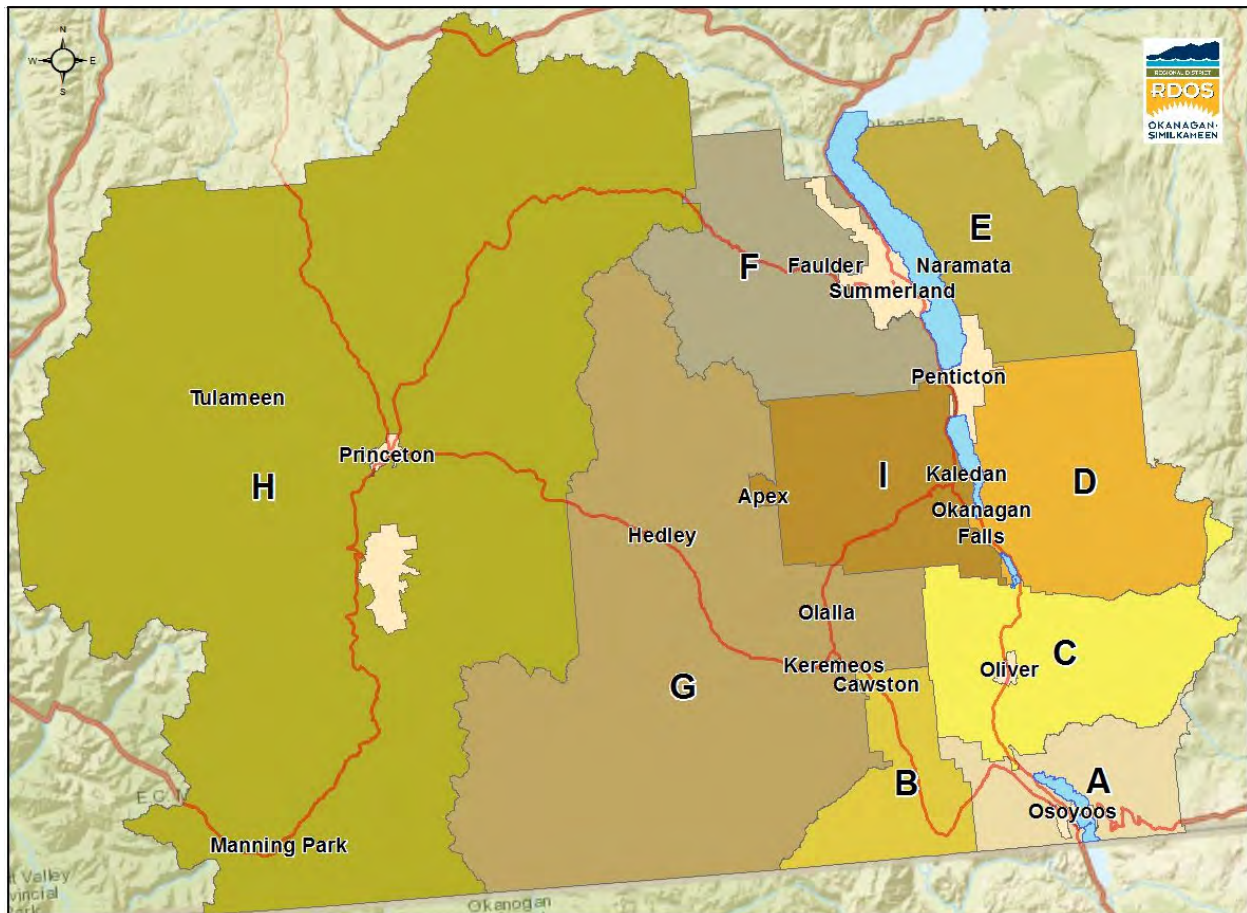 N
W E
S
REGIONAL DISTRICT
RDOS
OKANAGAN-
SIMILKAMEEN
Okanagan
E
F
Faulder
Naramata
Summerland
Penticton
Tulameen
Princeton
H
I
Kaledan
D
Apex
Okanagan
Falls
Hedley
Olalla
C
Keremeos
Oliver
Cawston
G
B
A
Osoyoos
Manning Park
Okanogan